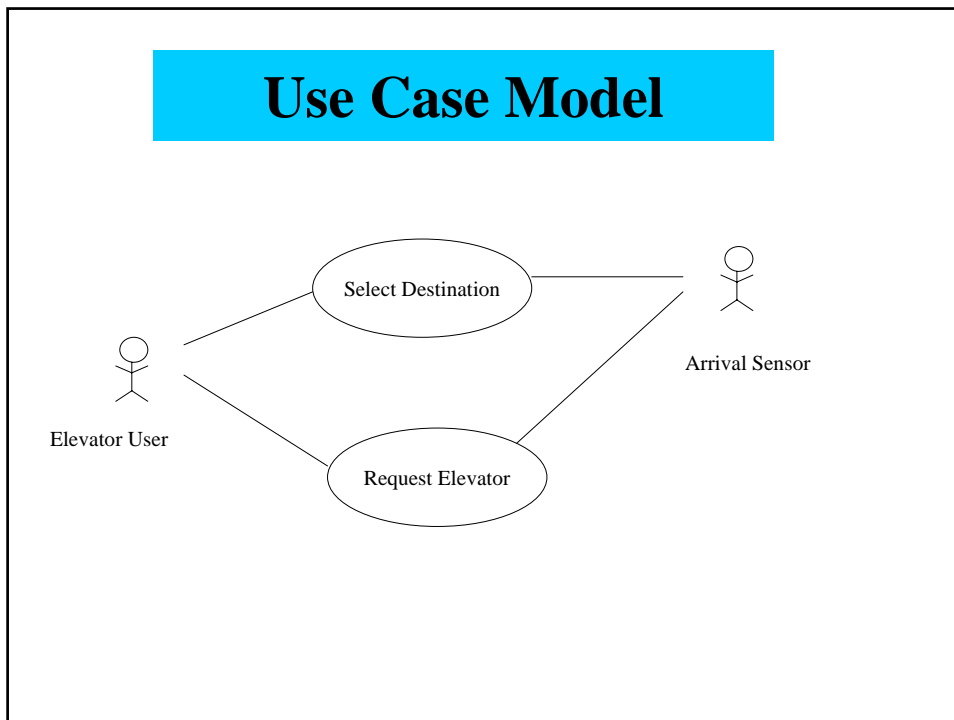 Use Case Model
Select Destination
Arrival Sensor
Elevator User
Request Elevator